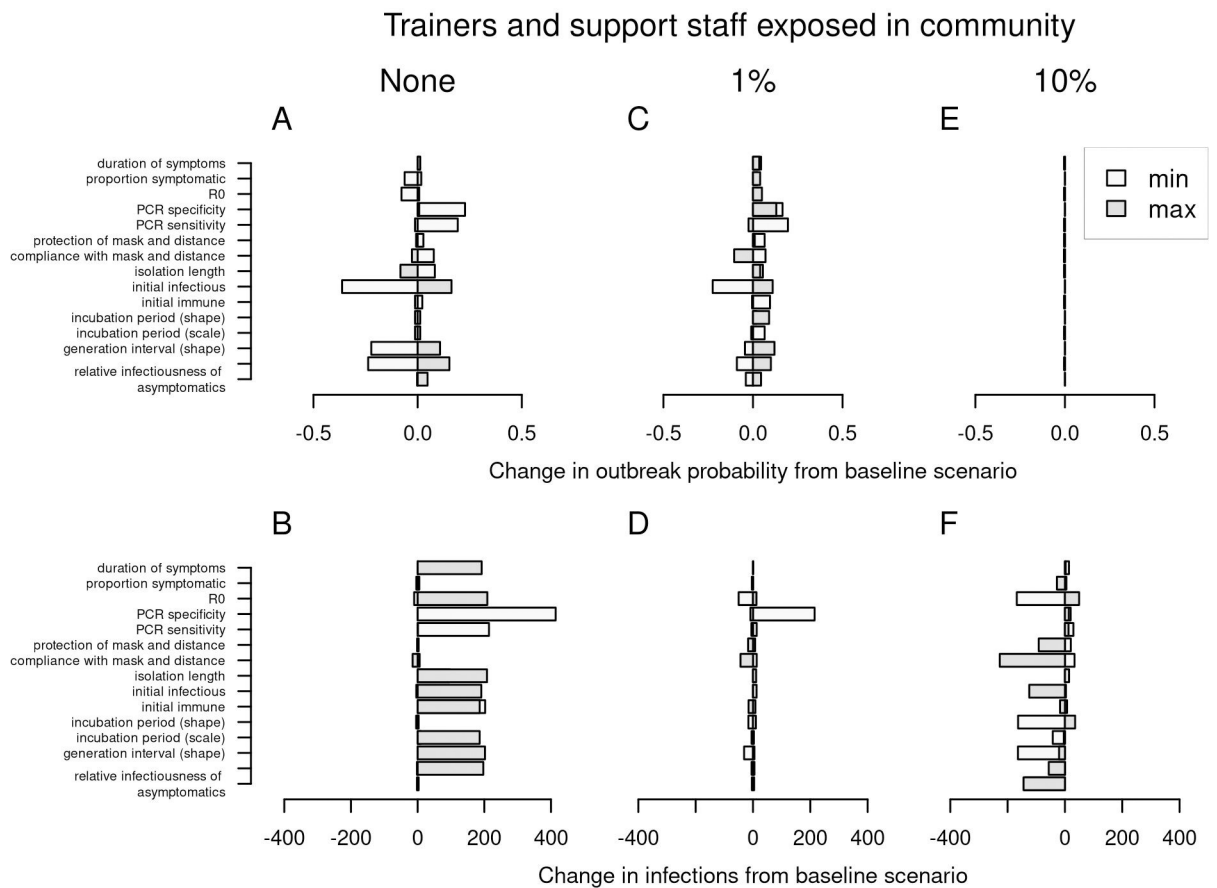 Trainers and support staff exposed in community
None
1%
10%
A
C
E
duration of symptoms
proportion symptomatic
R0
PCR specificity
PCR sensitivity
protection of mask and distance
compliance with mask and distance
isolation length
initial infectious
initial immune
incubation period (shape)
incubation period (scale)
generation interval (shape)
relative infectiousness of
asymptomatics
min
max
-0.5 0.0 0.5
-0.5 0.0 0.5
-0.5 0.0 0.5
Change in outbreak probability from baseline scenario
B
D
F
duration of symptoms
proportion symptomatic
R0
PCR specificity
PCR sensitivity
protection of mask and distance
compliance with mask and distance
isolation length
initial infectious
initial immune
incubation period (shape)
incubation period (scale)
generation interval (shape)
relative infectiousness of
asymptomatics
-400 -200 0 200 400
-400 0 200 400
-400 0 200 400
Change in infections from baseline scenario